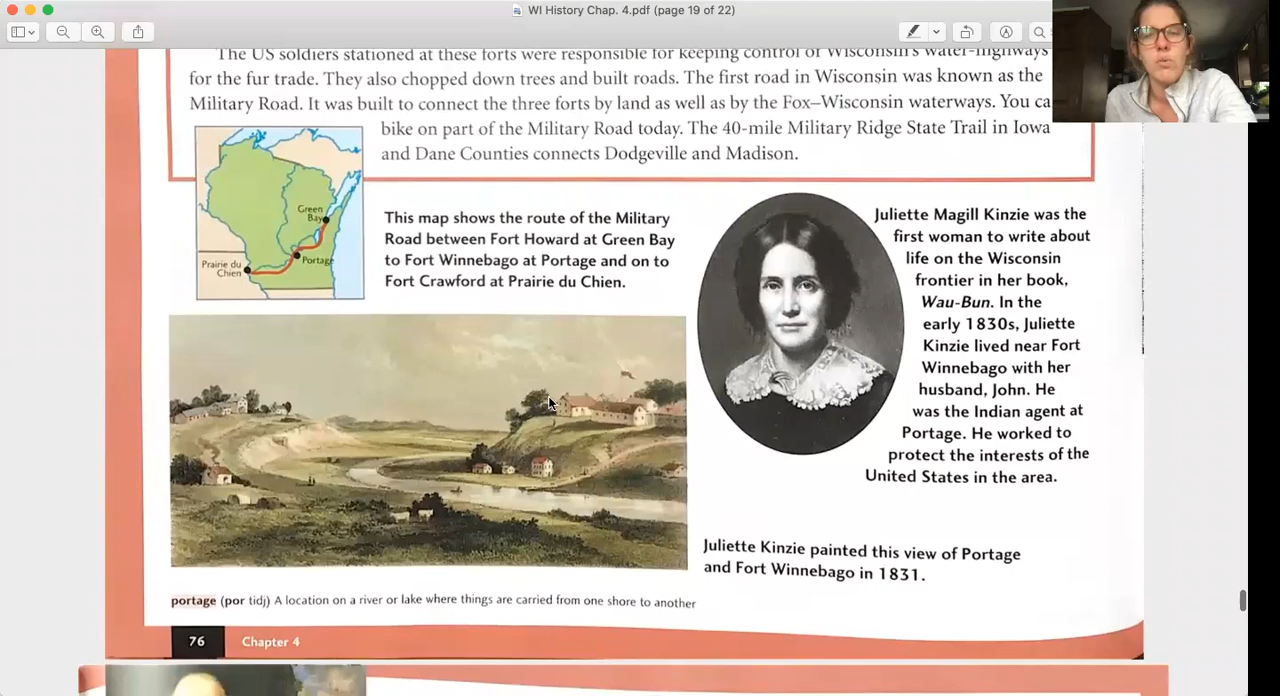 WI History Chap. 4.pdf (page 19 of 22)
The US soldiers stationed at these forts were responsible for keeping control of Wisconsin's water-highways
for the fur trade. They also chopped down trees and built roads. The first road in Wisconsin was known as the
Military Road. It was built to connect the three forts by land as well as by the Fox–Wisconsin waterways. You ca
bike on part of the Military Road today. The 40-mile Military Ridge State Trail in Iowa
and Dane Counties connects Dodgeville and Madison.
Green
Bay
Portage
Prairie du
Chien
This map shows the route of the Military
Road between Fort Howard at Green Bay
to Fort Winnebago at Portage and on to
Fort Crawford at Prairie du Chien.
Juliette Magill Kinzie was the
first woman to write about
life on the Wisconsin
frontier in her book,
Wau-Bun. In the
early 1830s, Juliette
Kinzie lived near Fort
Winnebago with her
husband, John. He
was the Indian agent at
Portage. He worked to
protect the interests of the
United States in the area.
Juliette Kinzie painted this view of Portage
and Fort Winnebago in 1831.
portage (por tidj) A location on a river or lake where things are carried from one shore to another
76
Chapter 4